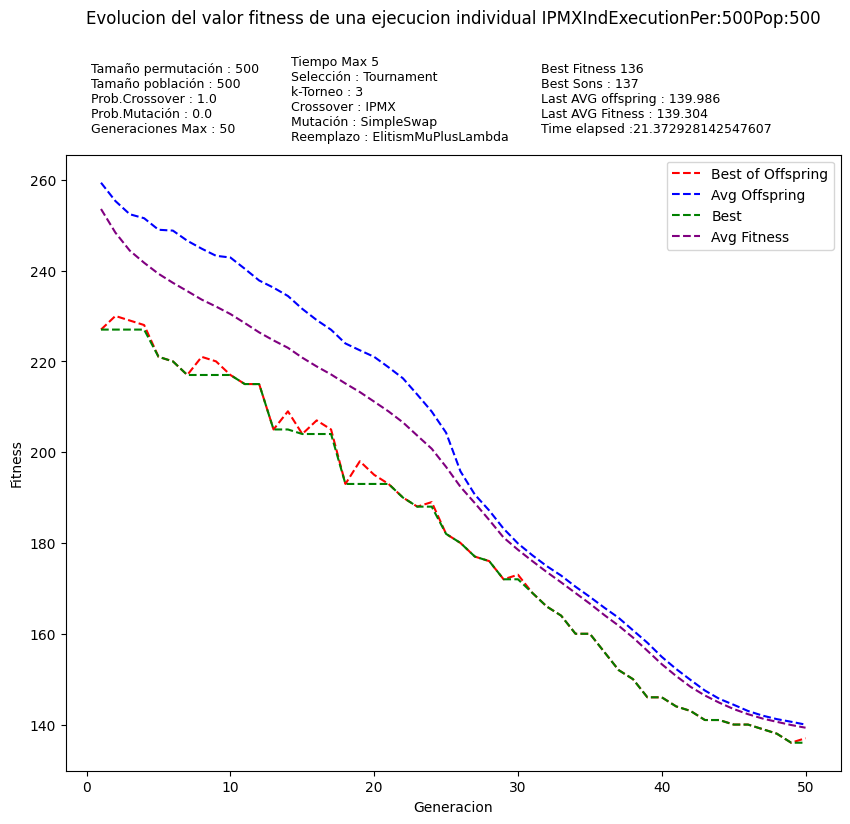 Evolucion del valor fitness de una ejecucion individual IPMXIndExecutionPer:500Pop:500
Tamaño permutación : 500
Tamaño población : 500
Prob.Crossover : 1.0
Prob.Mutación : 0.0
Generaciones Max : 50
Tiempo Max 5
Selección : Tournament
k-Torneo : 3
Crossover : IPMX
Mutación : SimpleSwap
Reemplazo : ElitismMuPlusLambda
Best Fitness 136
Best Sons : 137
Last AVG offspring : 139.986
Last AVG Fitness : 139.304
Time elapsed :21.372928142547607
Best of Offspring
Avg Offspring
Best
Avg Fitness
260
240
220
200
180
160
140
Fitness
0
10
20
30
40
50
Generacion